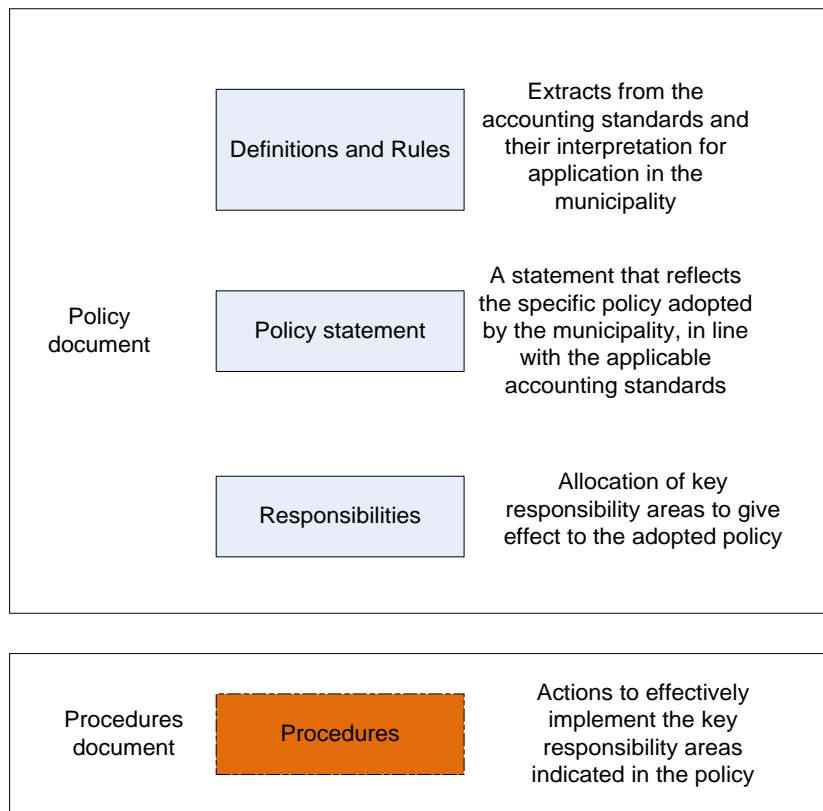 Definitions and Rules
Extracts from the
accounting standards and
their interpretation for
application in the
municipality
Policy
document
Policy statement
A statement that reflects
the specific policy adopted
by the municipality, in line
with the applicable
accounting standards
Responsibilities
Allocation of key
responsibility areas to give
effect to the adopted policy
Procedures
document
Procedures
Actions to effectively
implement the key
responsibility areas
indicated in the policy